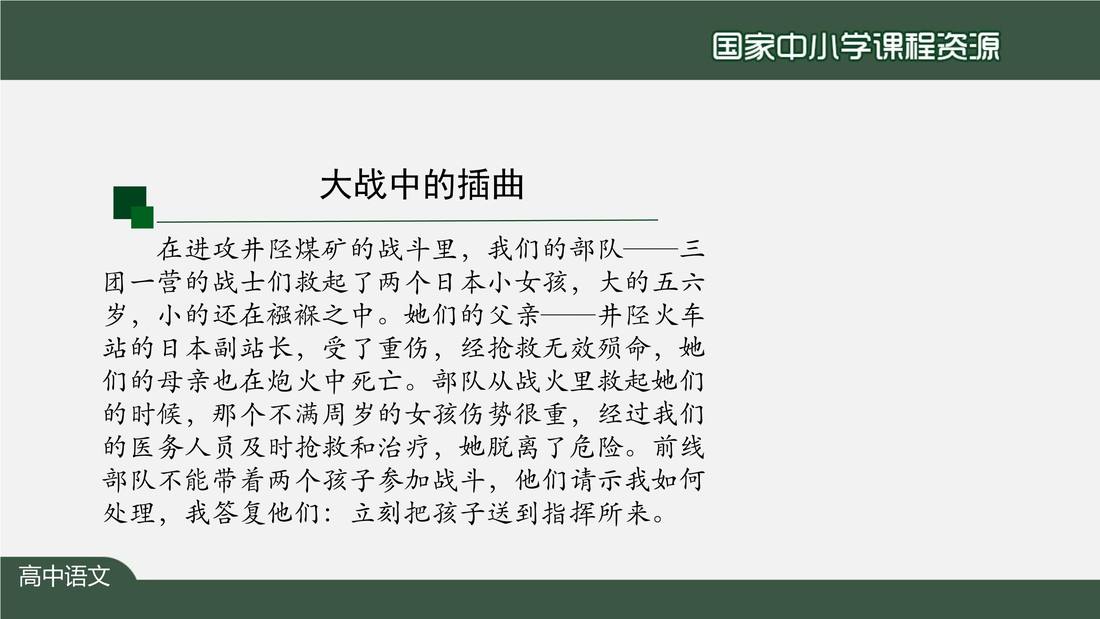 国家中小学课程资源
大战中的插曲
在进攻井陉煤矿的战斗里，我们的部队——三
团一营的战士们救起了两个日本小女孩，大的五六
岁，小的还在襁褓之中。她们的父亲——井陉火车
站的日本副站长，受了重伤，经抢救无效殒命，她
们的母亲也在炮火中死亡。部队从战火里救起她们
的时候，那个不满周岁的女孩伤势很重，经过我们
的医务人员及时抢救和治疗，她脱离了危险。前线
部队不能带着两个孩子参加战斗，他们请示我如何
处理，我答复他们：立刻把孩子送到指挥所来。
高中语文